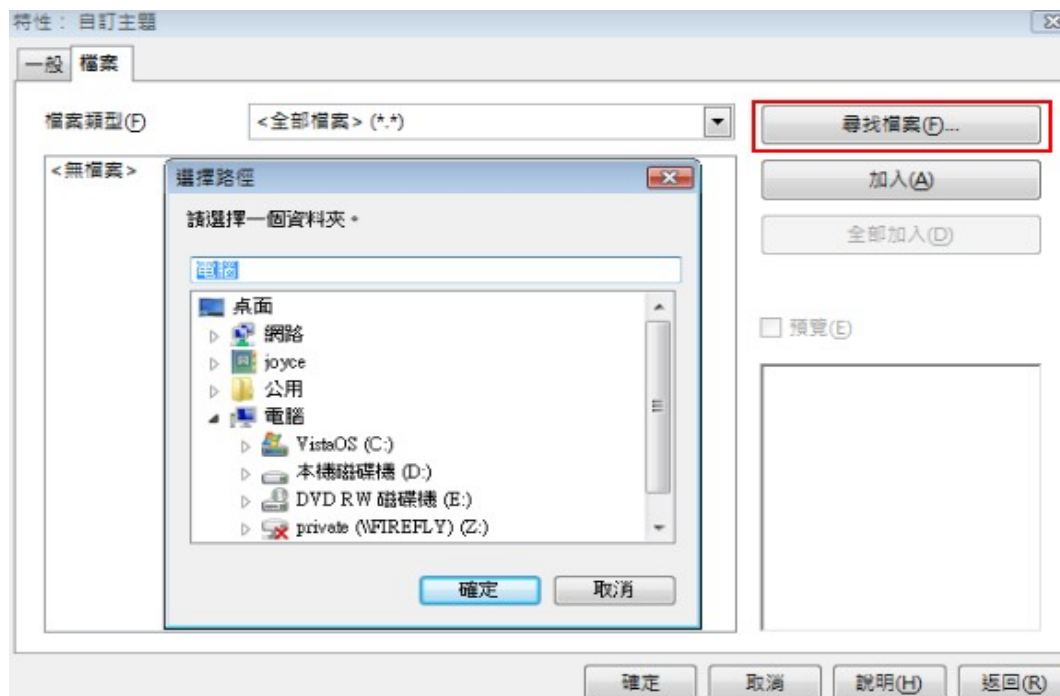 特性： 自訂主題
一般 檔案
檔案類型(F) <全部檔案> (*.*) 尋找檔案(F)...
<無檔案>
加入(A)
全部加入(D)
預覽(E)
選擇路徑
請選擇一個資料夾。
電腦
桌面
網路
joyce
公用
電腦
VistaOS (C:)
本機磁碟機 (D:)
DVD RW 磁碟機 (E:)
private (\\FIREFLY) (Z:)
確定 取消
確定 取消 說明(H) 返回(R)